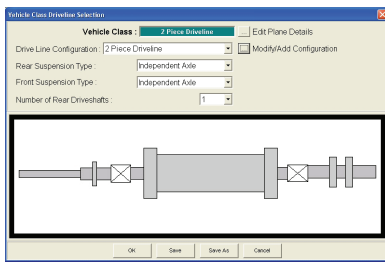 Vehicle Class Driveline Selection
Vehicle Class : 2 Piece Driveline ... Edit Plane Details
Drive Line Configuration : 2 Piece Driveline Modify/Add Configuration
Rear Suspension Type : Independent Axle
Front Suspension Type : Independent Axle
Number of Rear Driveshafts : 1
OK Save Save As Cancel